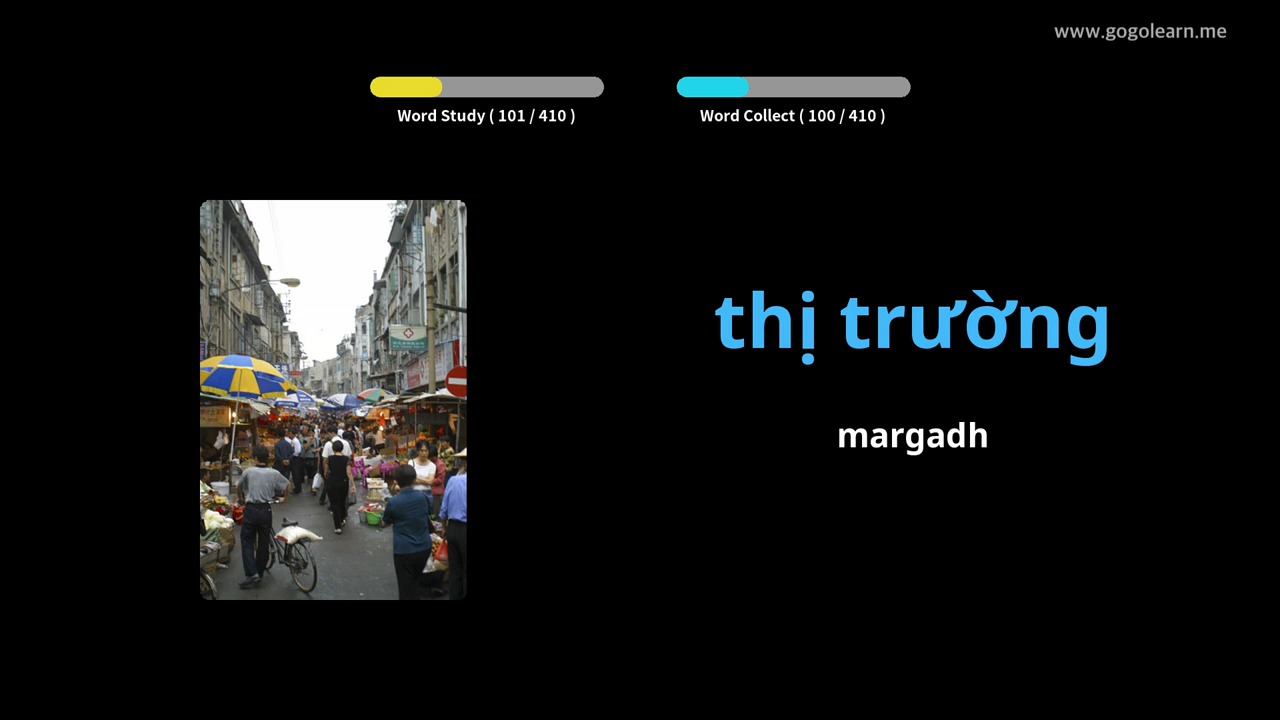 www.gogolearn.me
Word Study ( 101 / 410 )
Word Collect ( 100 / 410 )
thị trường
margadh